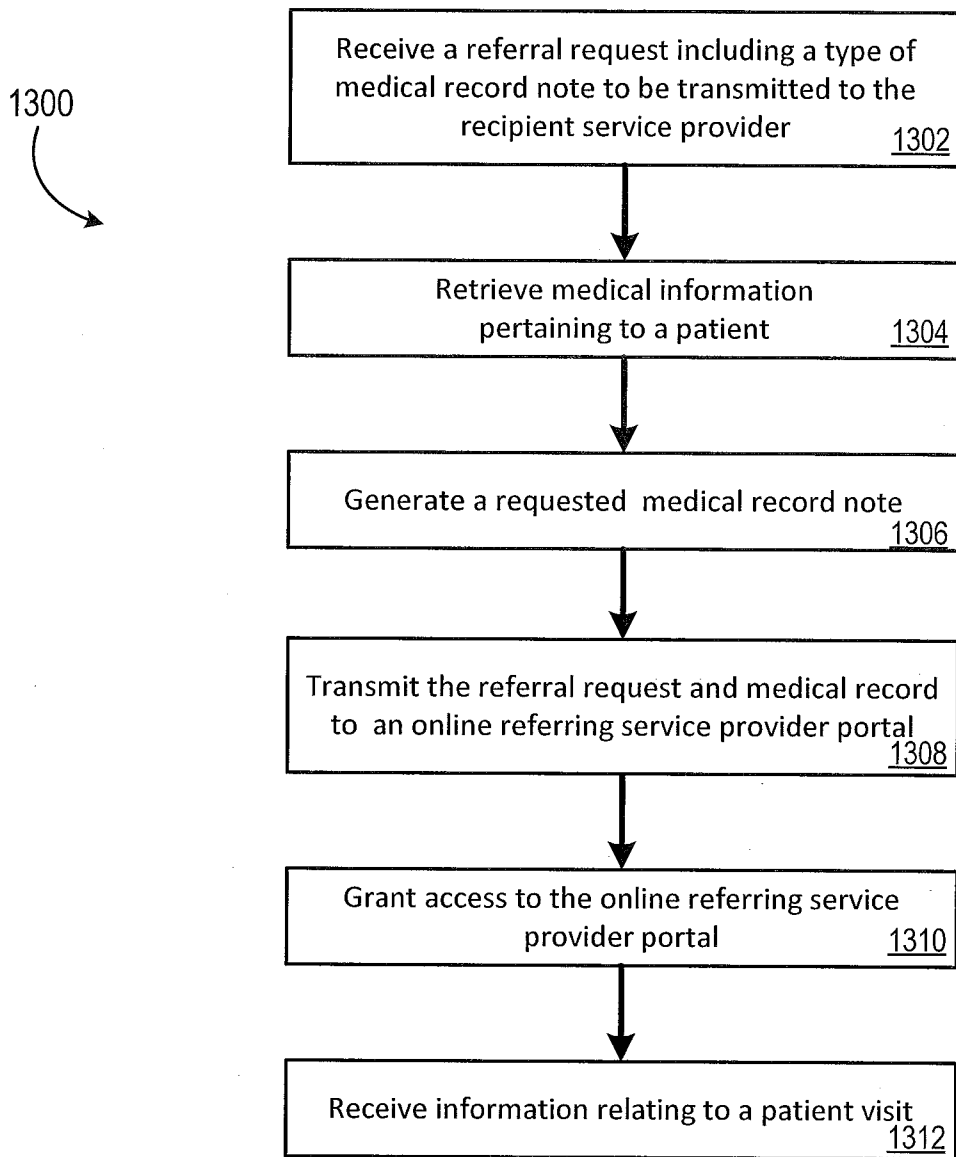 1300
Receive a referral request including a type of
medical record note to be transmitted to the
recipient service provider
1302
Retrieve medical information
pertaining to a patient
1304
Generate a requested medical record note
1306
Transmit the referral request and medical record
to an online referring service provider portal
1308
Grant access to the online referring service
provider portal
1310
Receive information relating to a patient visit
1312